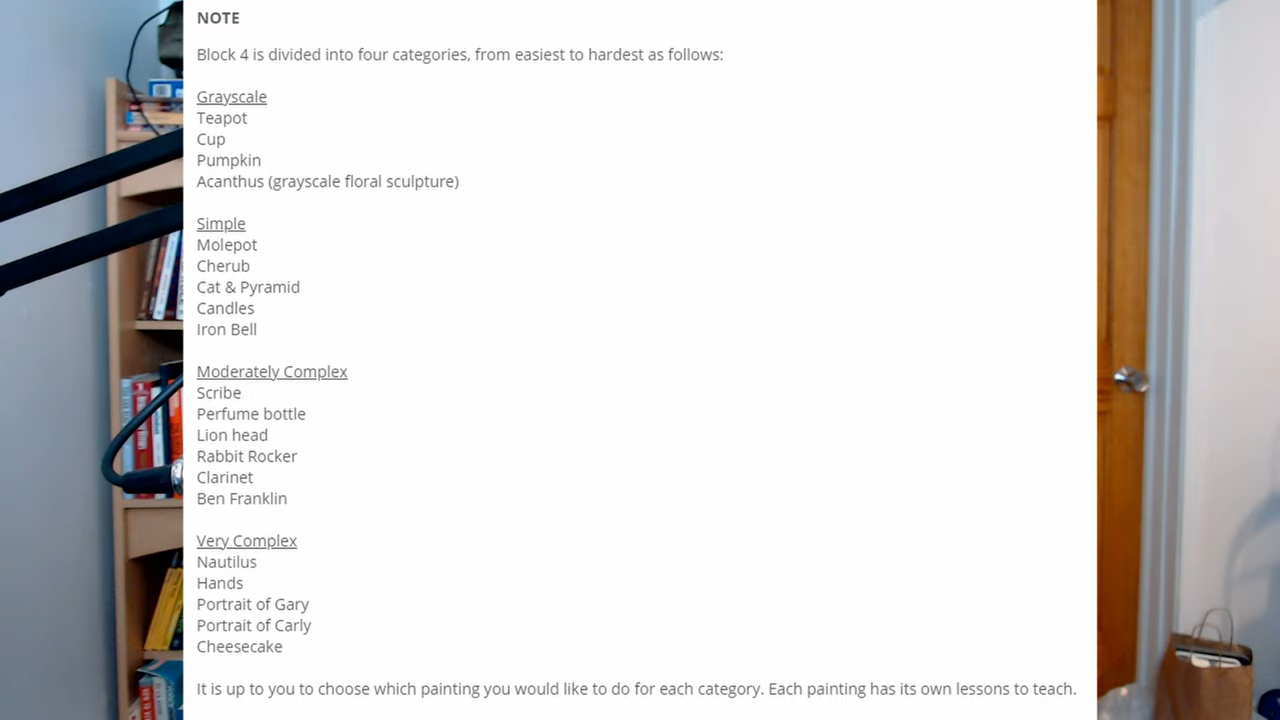 NOTE
Block 4 is divided into four categories, from easiest to hardest as follows:
Grayscale
Teapot
Cup
Pumpkin
Acanthus (grayscale floral sculpture)
Simple
Molepot
Cherub
Cat & Pyramid
Candles
Iron Bell
Moderately Complex
Scribe
Perfume bottle
Lion head
Rabbit Rocker
Clarinet
Ben Franklin
Very Complex
Nautilus
Hands
Portrait of Gary
Portrait of Carly
Cheesecake
It is up to you to choose which painting you would like to do for each category. Each painting has its own lessons to teach.